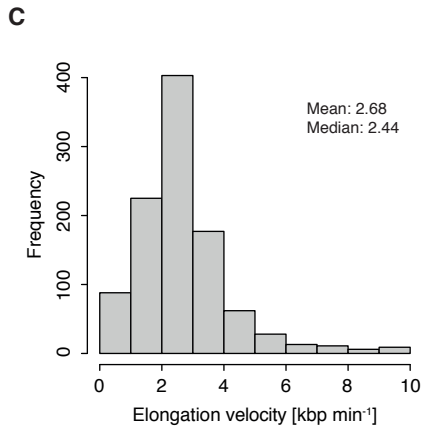 C
Mean: 2.68
Median: 2.44
Frequency
400
300
200
100
0
0 2 4 6 8 10
Elongation velocity [kbp min⁻¹]